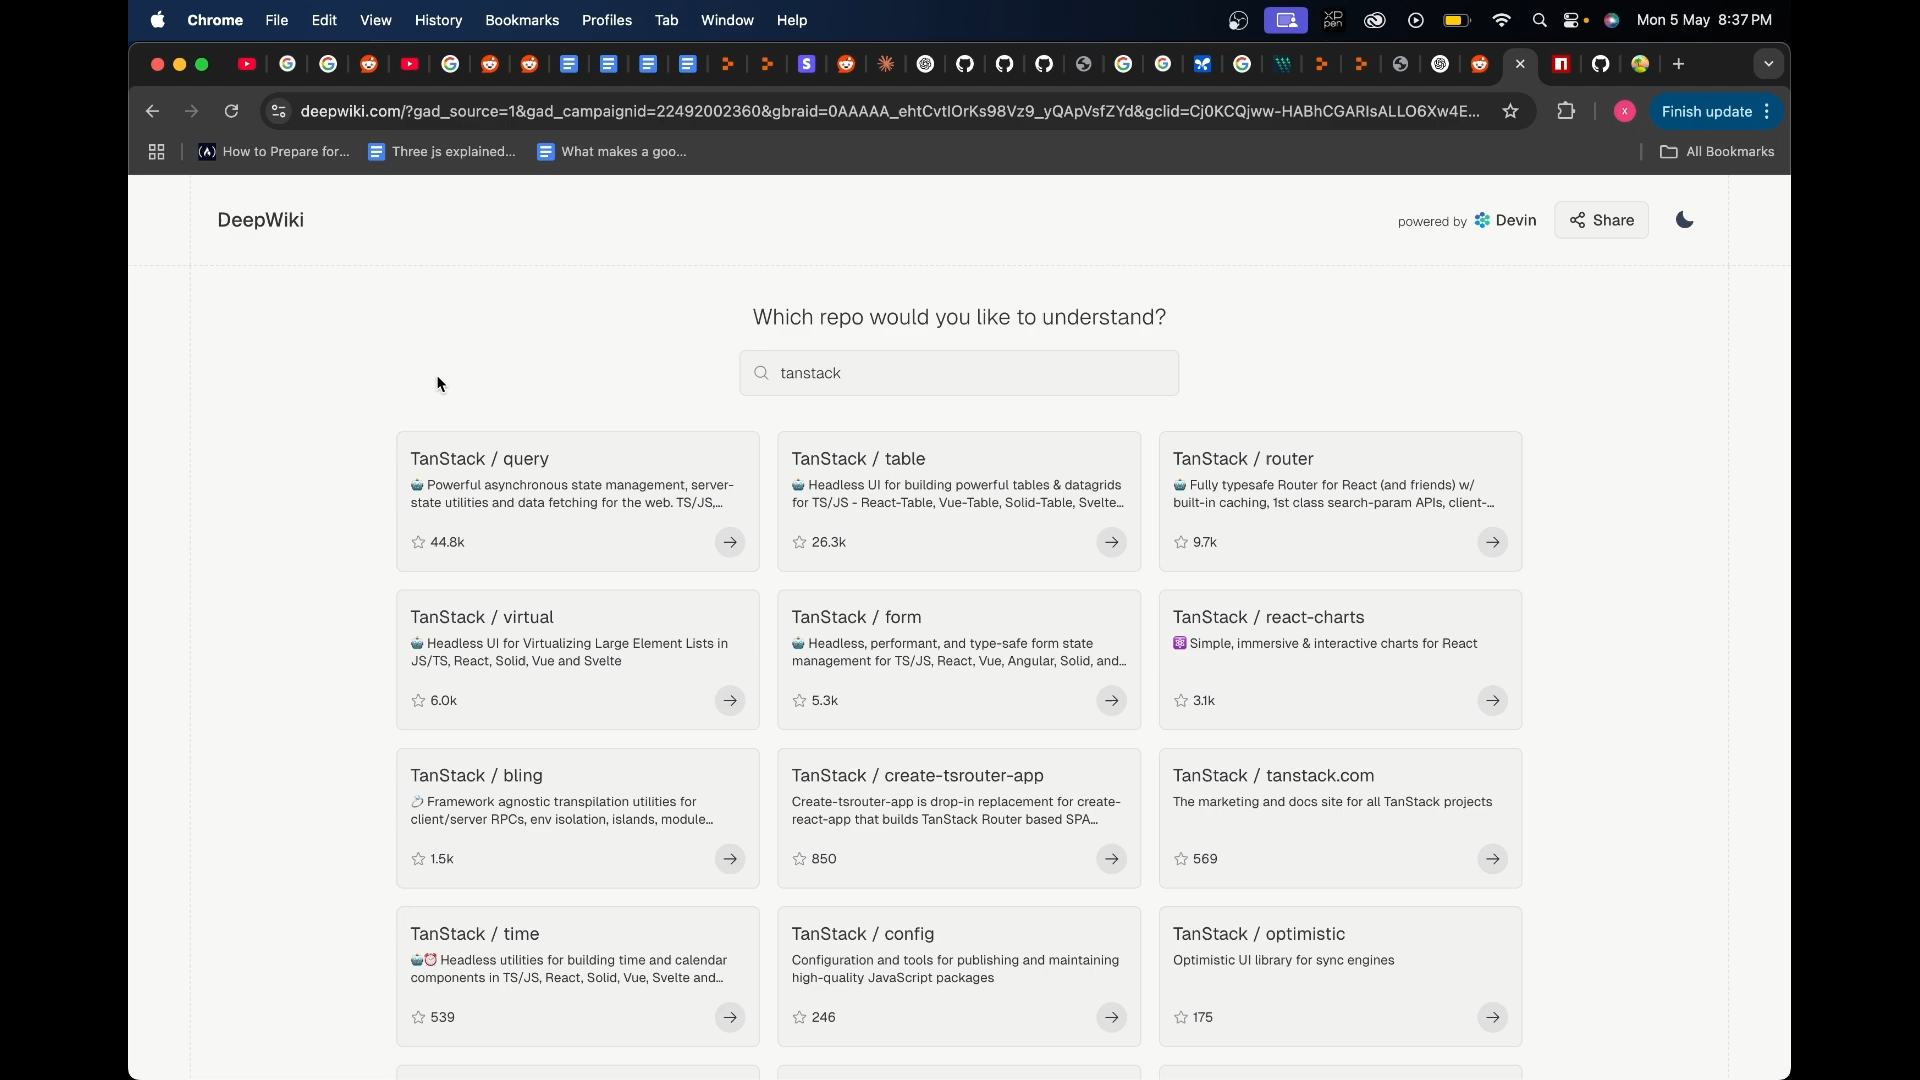 Chrome File Edit View History Bookmarks Profiles Tab Window Help
XD pen
Mon 5 May 8:37 PM
deepwiki.com/?gad_source=1&gad_campaignid=22492002360&gbraid=0AAAAA_ehtCvtIOrKs98Vz9_yQApVsfZYd&gclid=Cj0KCQjww-HABhCGARIsALLO6Xw4E...
X
Finish update
How to Prepare for...
Three js explained...
What makes a goo...
All Bookmarks
DeepWiki
powered by Devin
Share
Which repo would you like to understand?
tanstack
TanStack / query
Powerful asynchronous state management, server-
state utilities and data fetching for the web. TS/JS,...
44.8k
TanStack / table
Headless UI for building powerful tables & datagrids
for TS/JS - React-Table, Vue-Table, Solid-Table, Svelte...
26.3k
TanStack / router
Fully typesafe Router for React (and friends) w/
built-in caching, 1st class search-param APIs, client-...
9.7k
TanStack / virtual
Headless UI for Virtualizing Large Element Lists in
JS/TS, React, Solid, Vue and Svelte
6.0k
TanStack / form
Headless, performant, and type-safe form state
management for TS/JS, React, Vue, Angular, Solid, and...
5.3k
TanStack / react-charts
Simple, immersive & interactive charts for React
3.1k
TanStack / bling
Framework agnostic transpilation utilities for
client/server RPCs, env isolation, islands, module...
1.5k
TanStack / create-tsrouter-app
Create-tsrouter-app is drop-in replacement for create-
react-app that builds TanStack Router based SPA...
850
TanStack / tanstack.com
The marketing and docs site for all TanStack projects
569
TanStack / time
Headless utilities for building time and calendar
components in TS/JS, React, Solid, Vue, Svelte and...
539
TanStack / config
Configuration and tools for publishing and maintaining
high-quality JavaScript packages
246
TanStack / optimistic
Optimistic UI library for sync engines
175